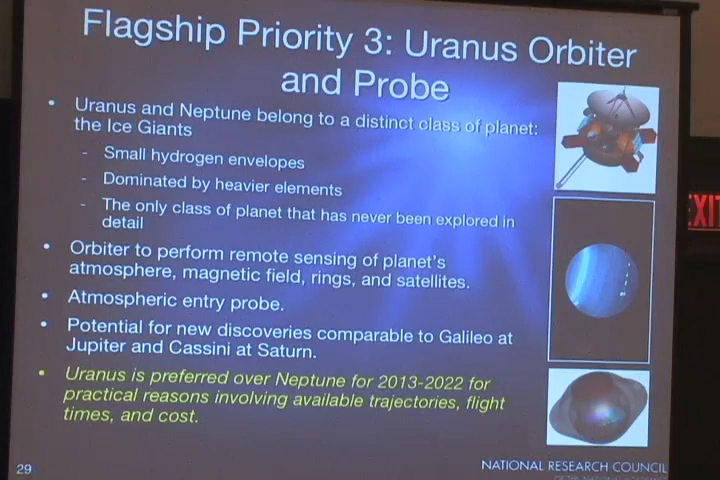 Flagship Priority 3: Uranus Orbiter
and Probe
• Uranus and Neptune belong to a distinct class of planet:
the Ice Giants
- Small hydrogen envelopes
- Dominated by heavier elements
- The only class of planet that has never been explored in
detail
• Orbiter to perform remote sensing of planet's
atmosphere, magnetic field, rings, and satellites.
• Atmospheric entry probe.
• Potential for new discoveries comparable to Galileo at
Jupiter and Cassini at Saturn.
• Uranus is preferred over Neptune for 2013-2022 for
practical reasons involving available trajectories, flight
times, and cost.
EXI
29
NATIONAL RESEARCH COUNCIL